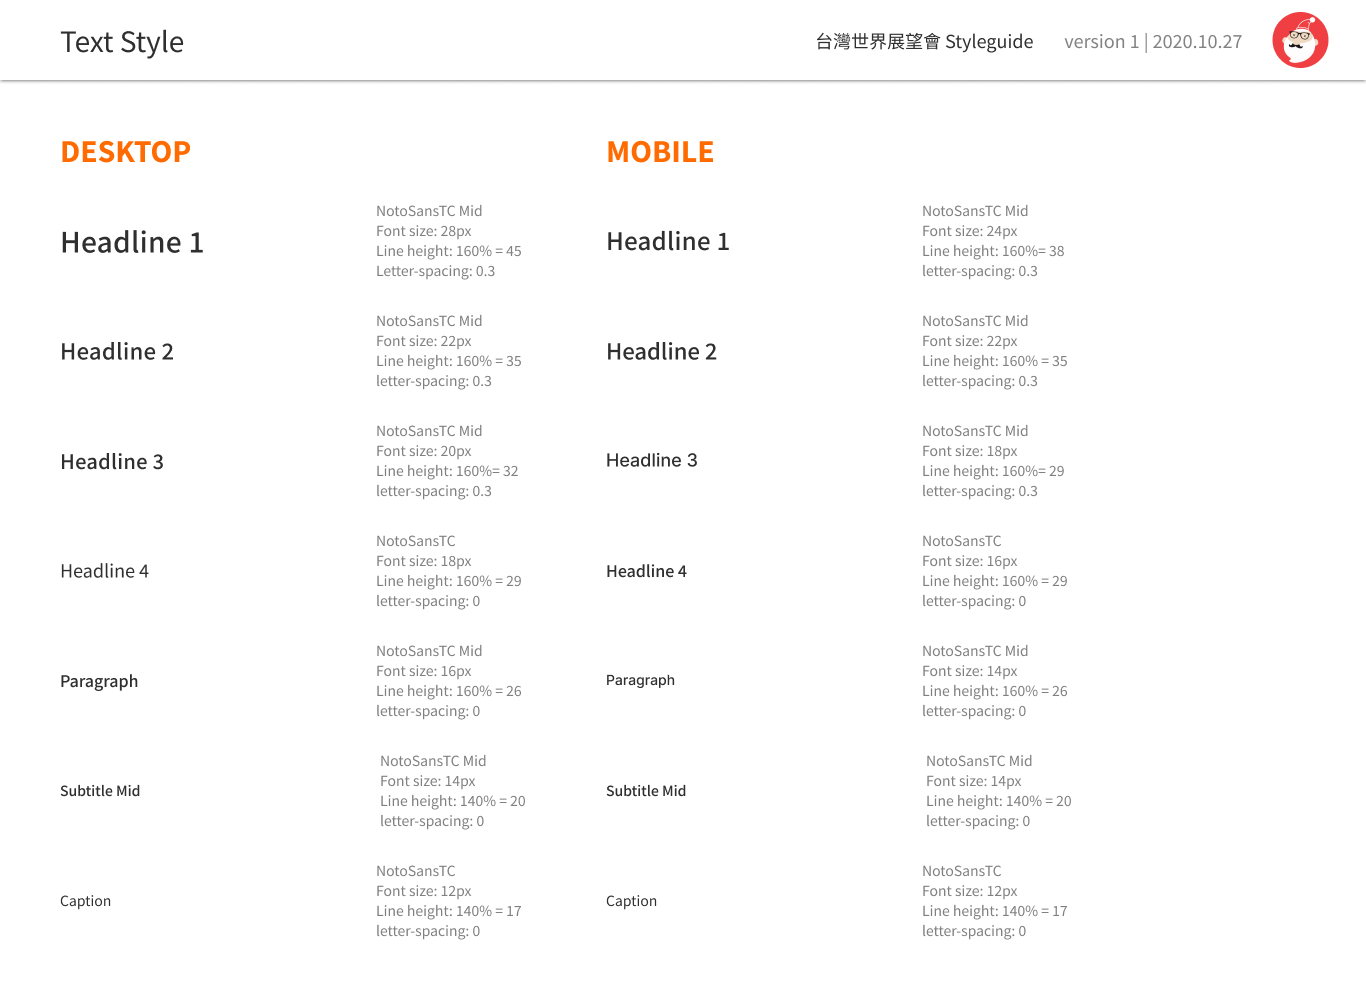 Text Style
台灣世界展望會 Styleguide
version 1 | 2020.10.27
DESKTOP
Headline 1
NotoSansTC Mid
Font size: 28px
Line height: 160% = 45
Letter-spacing: 0.3
Headline 2
NotoSansTC Mid
Font size: 22px
Line height: 160% = 35
letter-spacing: 0.3
Headline 3
NotoSansTC Mid
Font size: 20px
Line height: 160%= 32
letter-spacing: 0.3
Headline 4
NotoSansTC
Font size: 18px
Line height: 160% = 29
letter-spacing: 0
Paragraph
NotoSansTC Mid
Font size: 16px
Line height: 160% = 26
letter-spacing: 0
Subtitle Mid
NotoSansTC Mid
Font size: 14px
Line height: 140% = 20
letter-spacing: 0
Caption
NotoSansTC
Font size: 12px
Line height: 140% = 17
letter-spacing: 0
MOBILE
Headline 1
NotoSansTC Mid
Font size: 24px
Line height: 160%= 38
letter-spacing: 0.3
Headline 2
NotoSansTC Mid
Font size: 22px
Line height: 160% = 35
letter-spacing: 0.3
Headline 3
NotoSansTC Mid
Font size: 18px
Line height: 160%= 29
letter-spacing: 0.3
Headline 4
NotoSansTC
Font size: 16px
Line height: 160% = 29
letter-spacing: 0
Paragraph
NotoSansTC Mid
Font size: 14px
Line height: 160% = 26
letter-spacing: 0
Subtitle Mid
NotoSansTC Mid
Font size: 14px
Line height: 140% = 20
letter-spacing: 0
Caption
NotoSansTC
Font size: 12px
Line height: 140% = 17
letter-spacing: 0